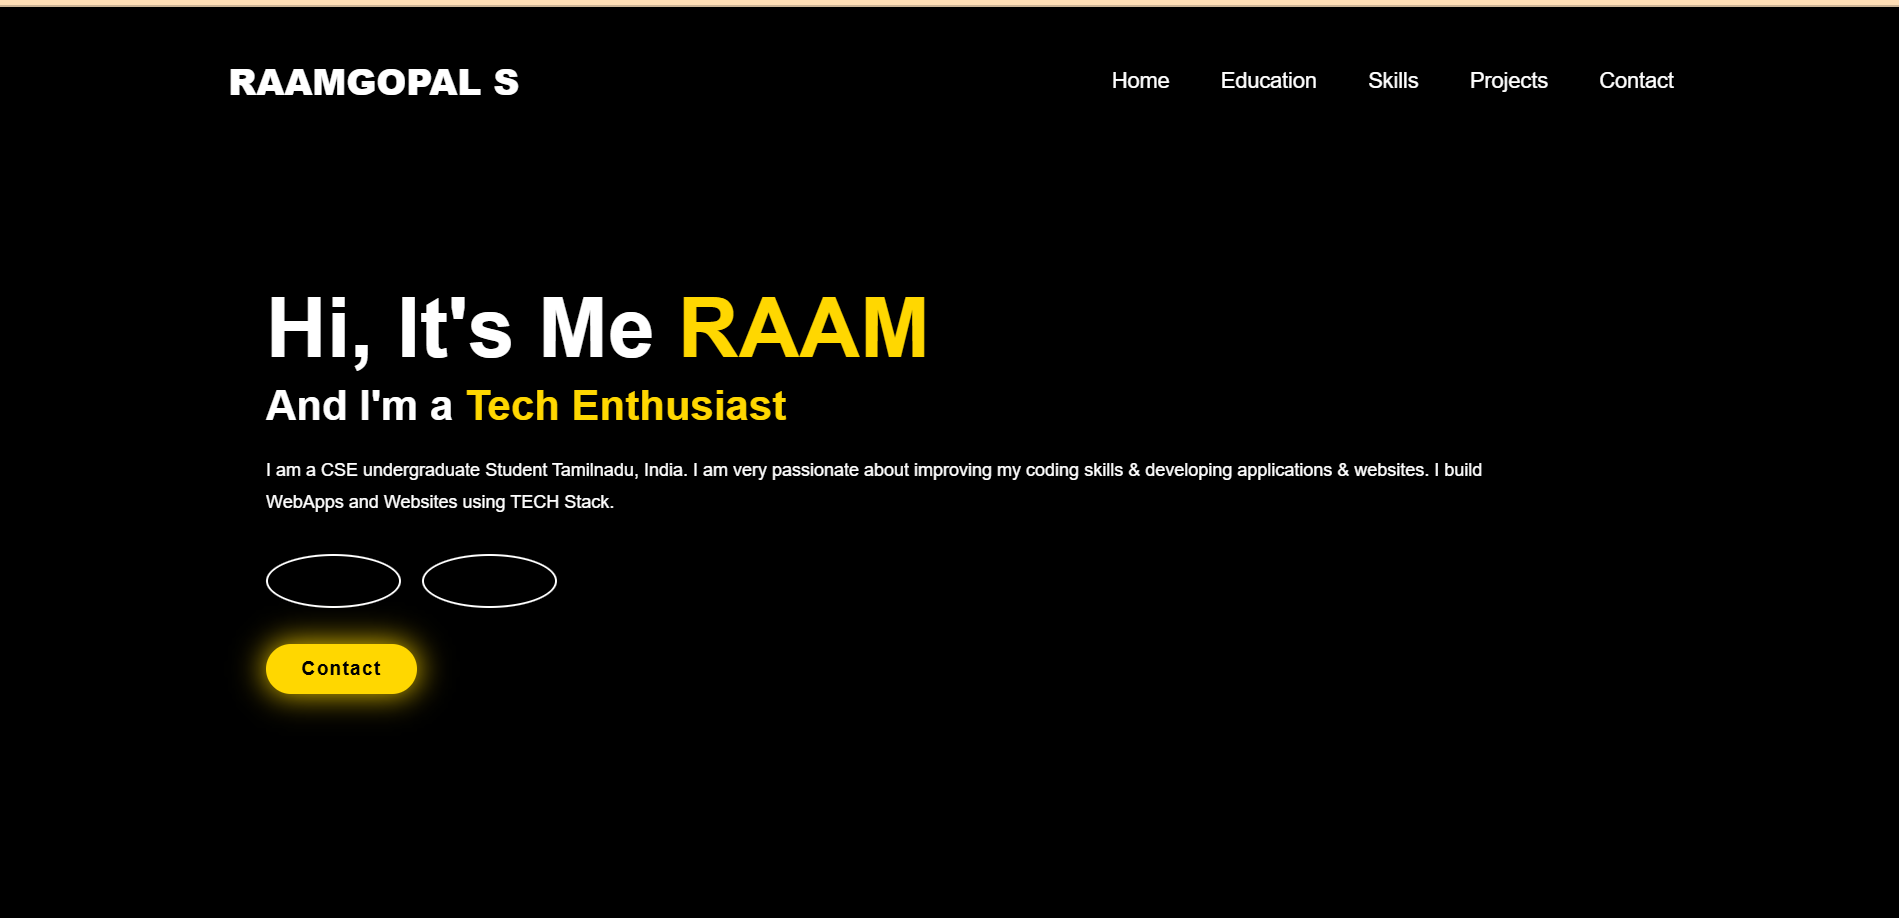 RAAMGOPAL S
Home
Education
Skills
Projects
Contact
Hi, It's Me RAAM
And I'm a Tech Enthusiast
I am a CSE undergraduate Student Tamilnadu, India. I am very passionate about improving my coding skills & developing applications & websites. I build
WebApps and Websites using TECH Stack.
Contact